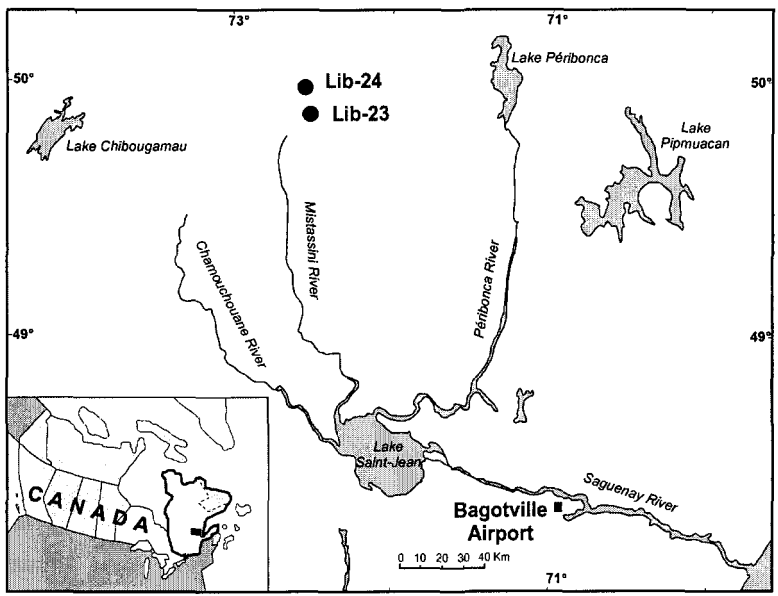 73° 71°
50° 50°
Lake Péribonca
Lib-24
Lib-23
Lake
Pipmuacan
Lake Chibougamau
Mistassini River
Chamouchouane River
Péribonca River
49° 49°
Lake
Saint-Jean
Saguenay River
Bagotville
Airport
CANADA
0 10 20 30 40 Km
71°